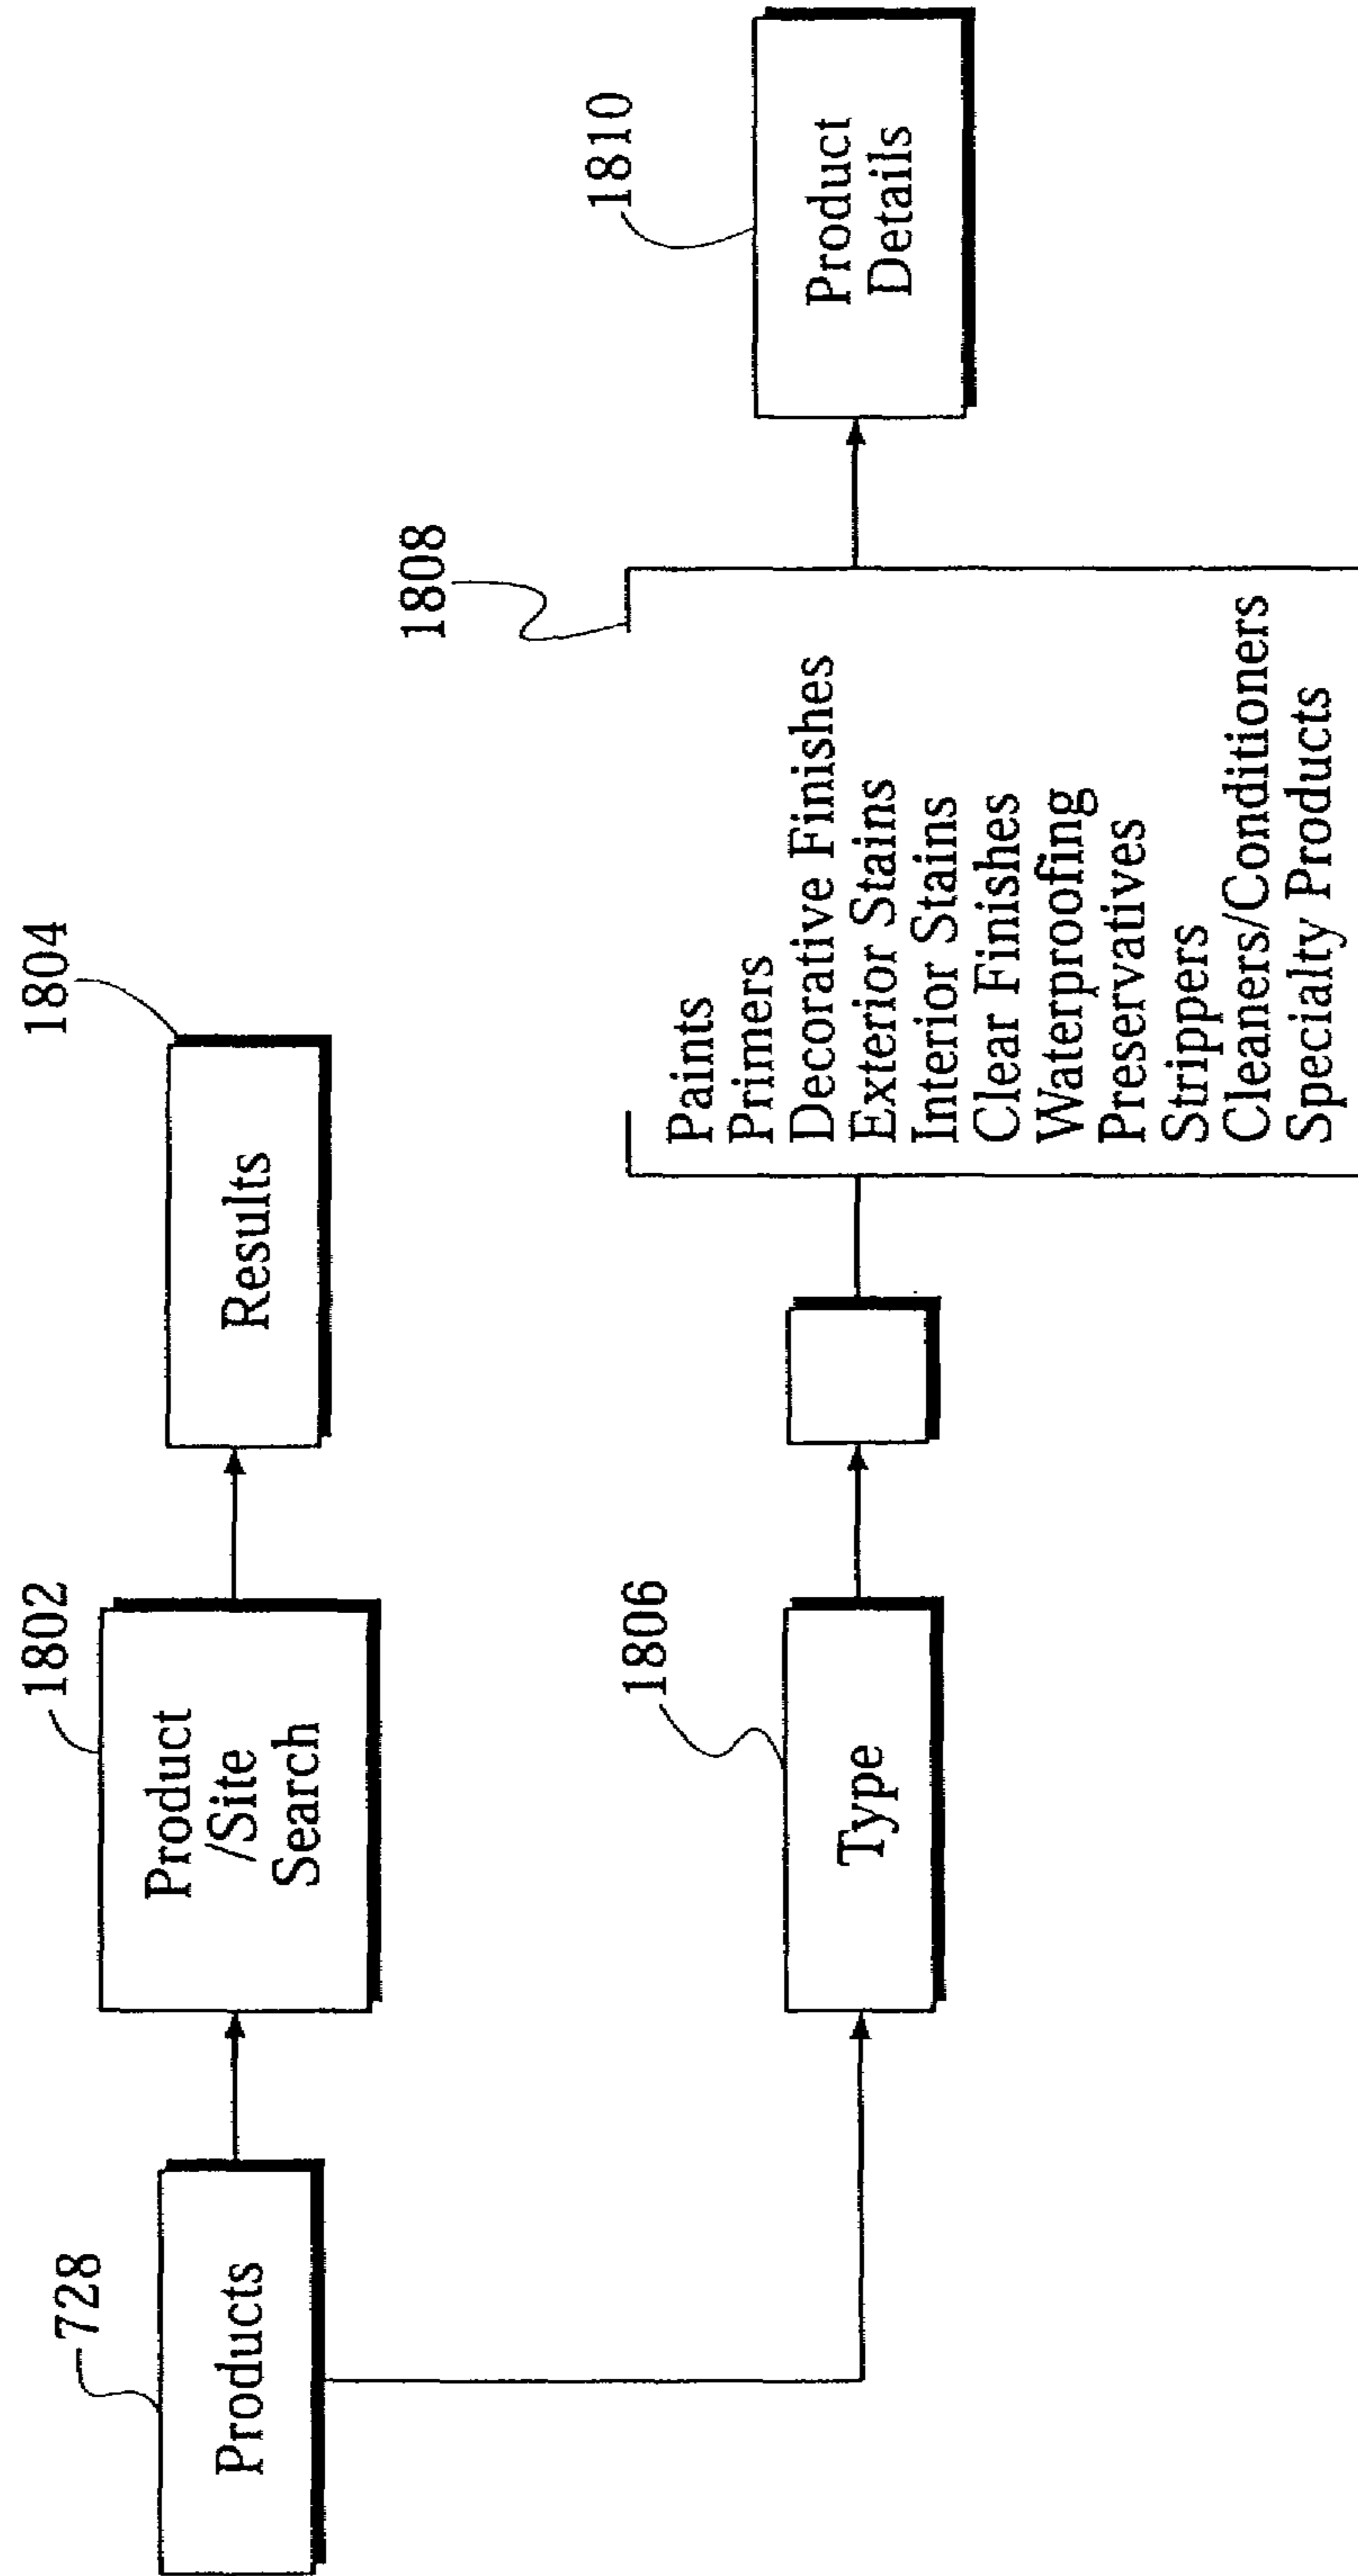 728
Products
1802
Product
/Site
Search
1804
Results
1806
Type
1808
Paints
Primers
Decorative Finishes
Exterior Stains
Interior Stains
Clear Finishes
Waterproofing
Preservatives
Strippers
Cleaners/Conditioners
Specialty Products
1810
Product
Details